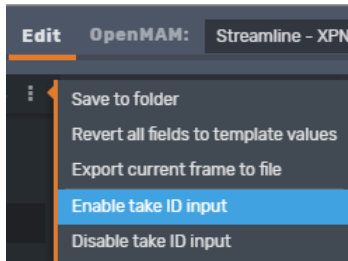 Edit OpenMAM: Streamline - XPN
Save to folder
Revert all fields to template values
Export current frame to file
Enable take ID input
Disable take ID input